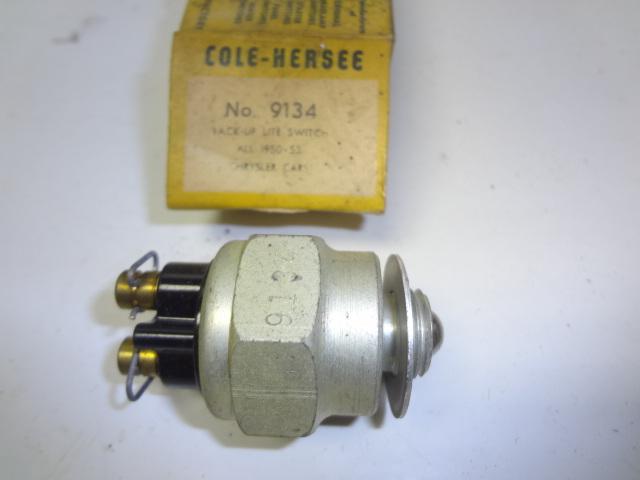 COLE-HERSEE
No. 9134
BACK-UP LITE SWITCH
ALL 1950-53
CHRYSLER CARS
9134